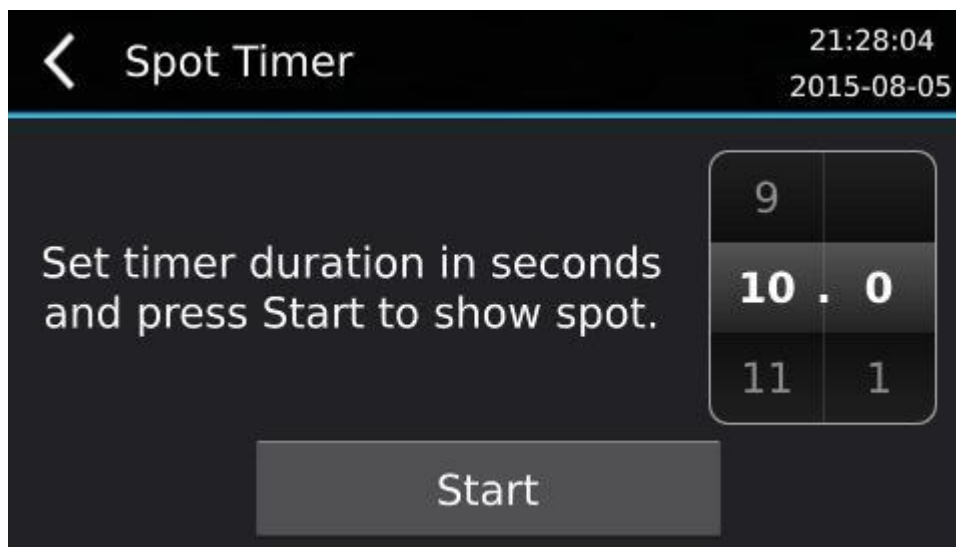 Spot Timer
21:28:04
2015-08-05
Set timer duration in seconds
and press Start to show spot.
9
10 . 0
11 1
Start